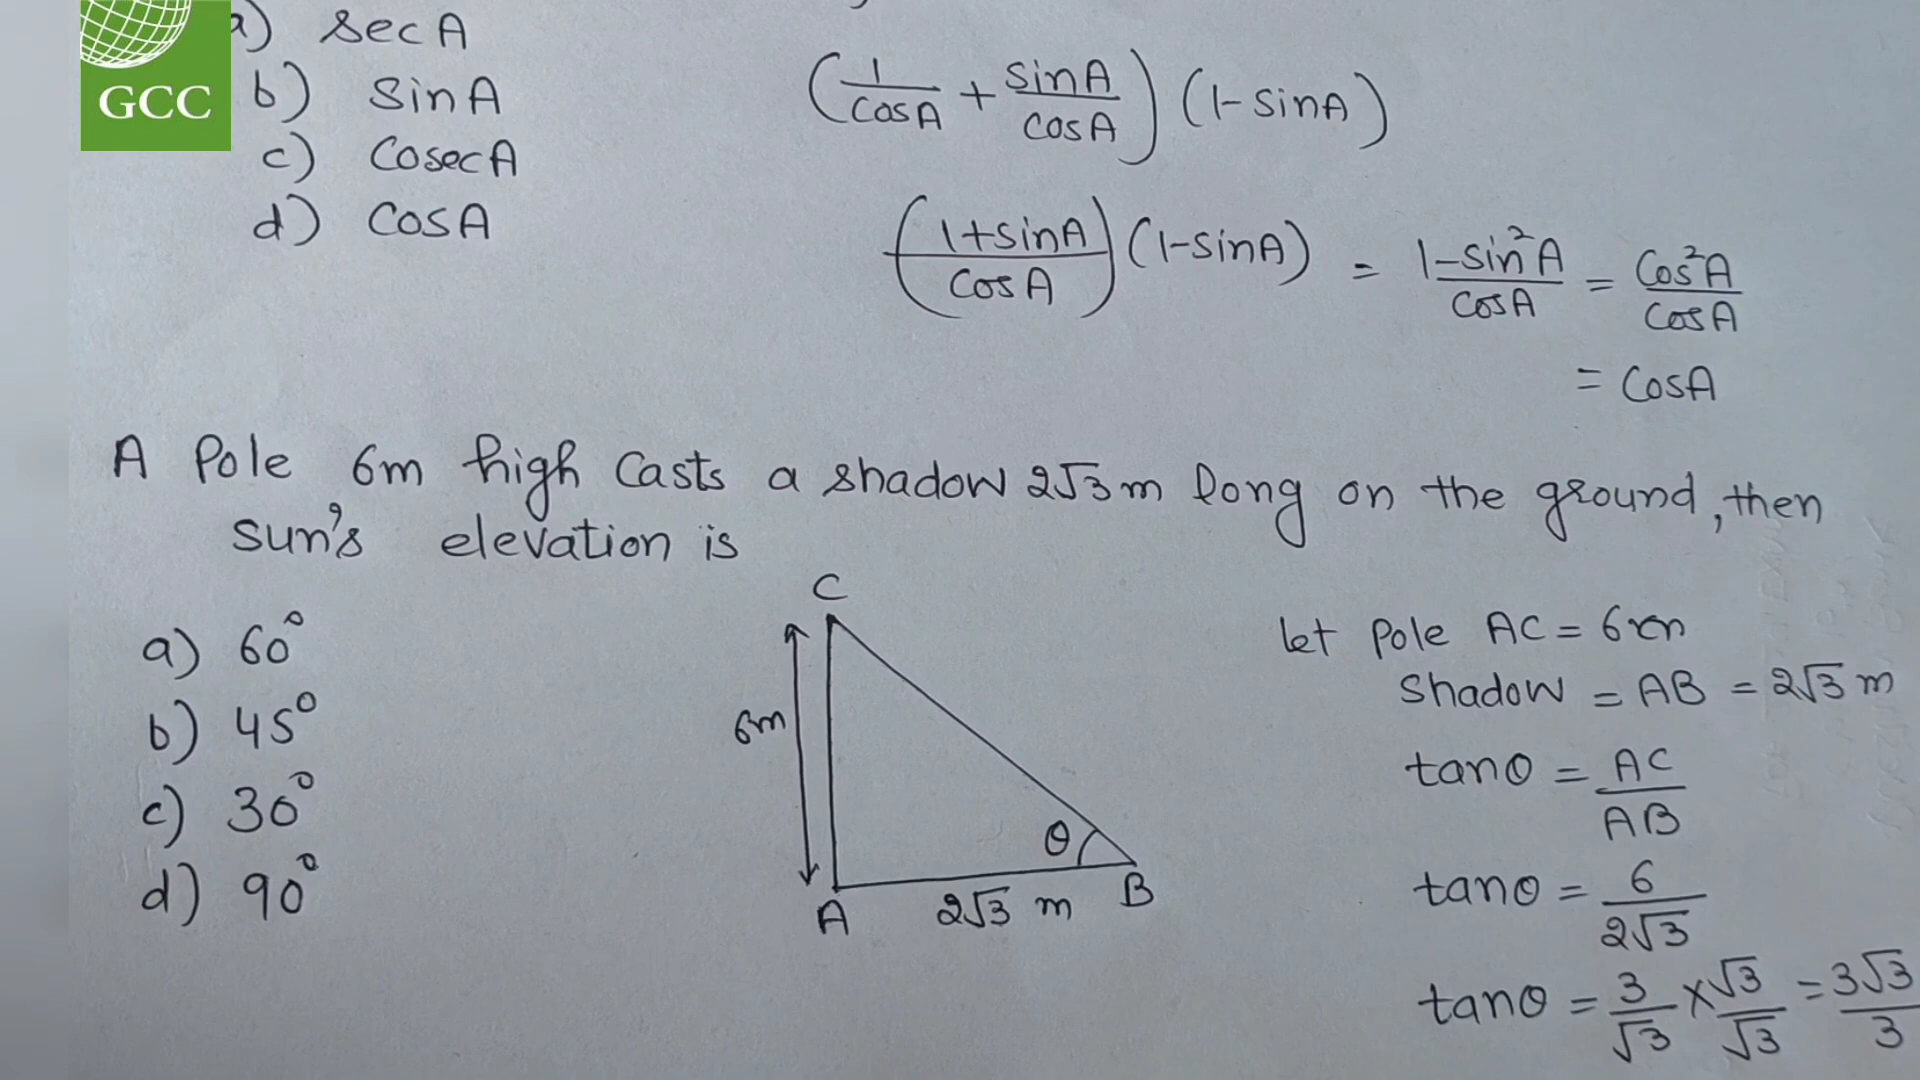 a) secA
GCC
b) sinA
c) CosecA
d) CosA
(1/CosA + sinA/CosA) (1-sinA)
(1+sinA/CosA) (1-sinA) = 1-sin²A/CosA = Cos²A/CosA
= CosA
A Pole 6m high Casts a shadow 2√3 m long on the ground, then
sun's elevation is
a) 60°
b) 45°
c) 30°
d) 90°
C
6m
θ
A
2√3 m
B
let Pole AC = 6m
Shadow = AB = 2√3 m
tanθ = AC/AB
tanθ = 6/2√3
tanθ = 3/√3 × √3/√3 = 3√3/3